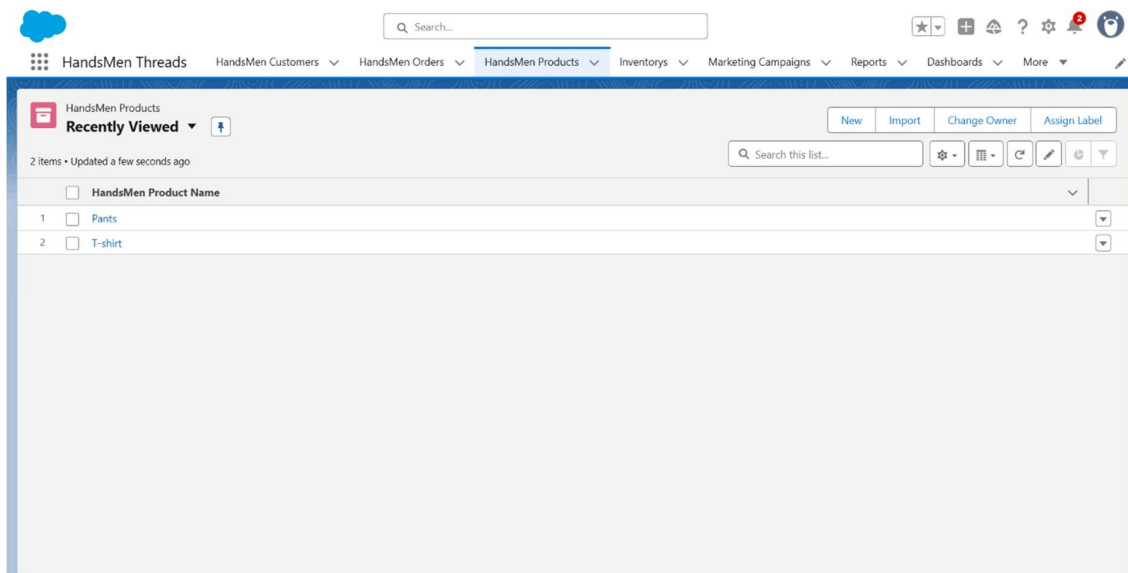 Search...
2
HandsMen Threads HandsMen Customers HandsMen Orders HandsMen Products Inventorys Marketing Campaigns Reports Dashboards More
HandsMen Products
Recently Viewed
New Import Change Owner Assign Label
2 items • Updated a few seconds ago
Search this list...
HandsMen Product Name
1 Pants
2 T-shirt